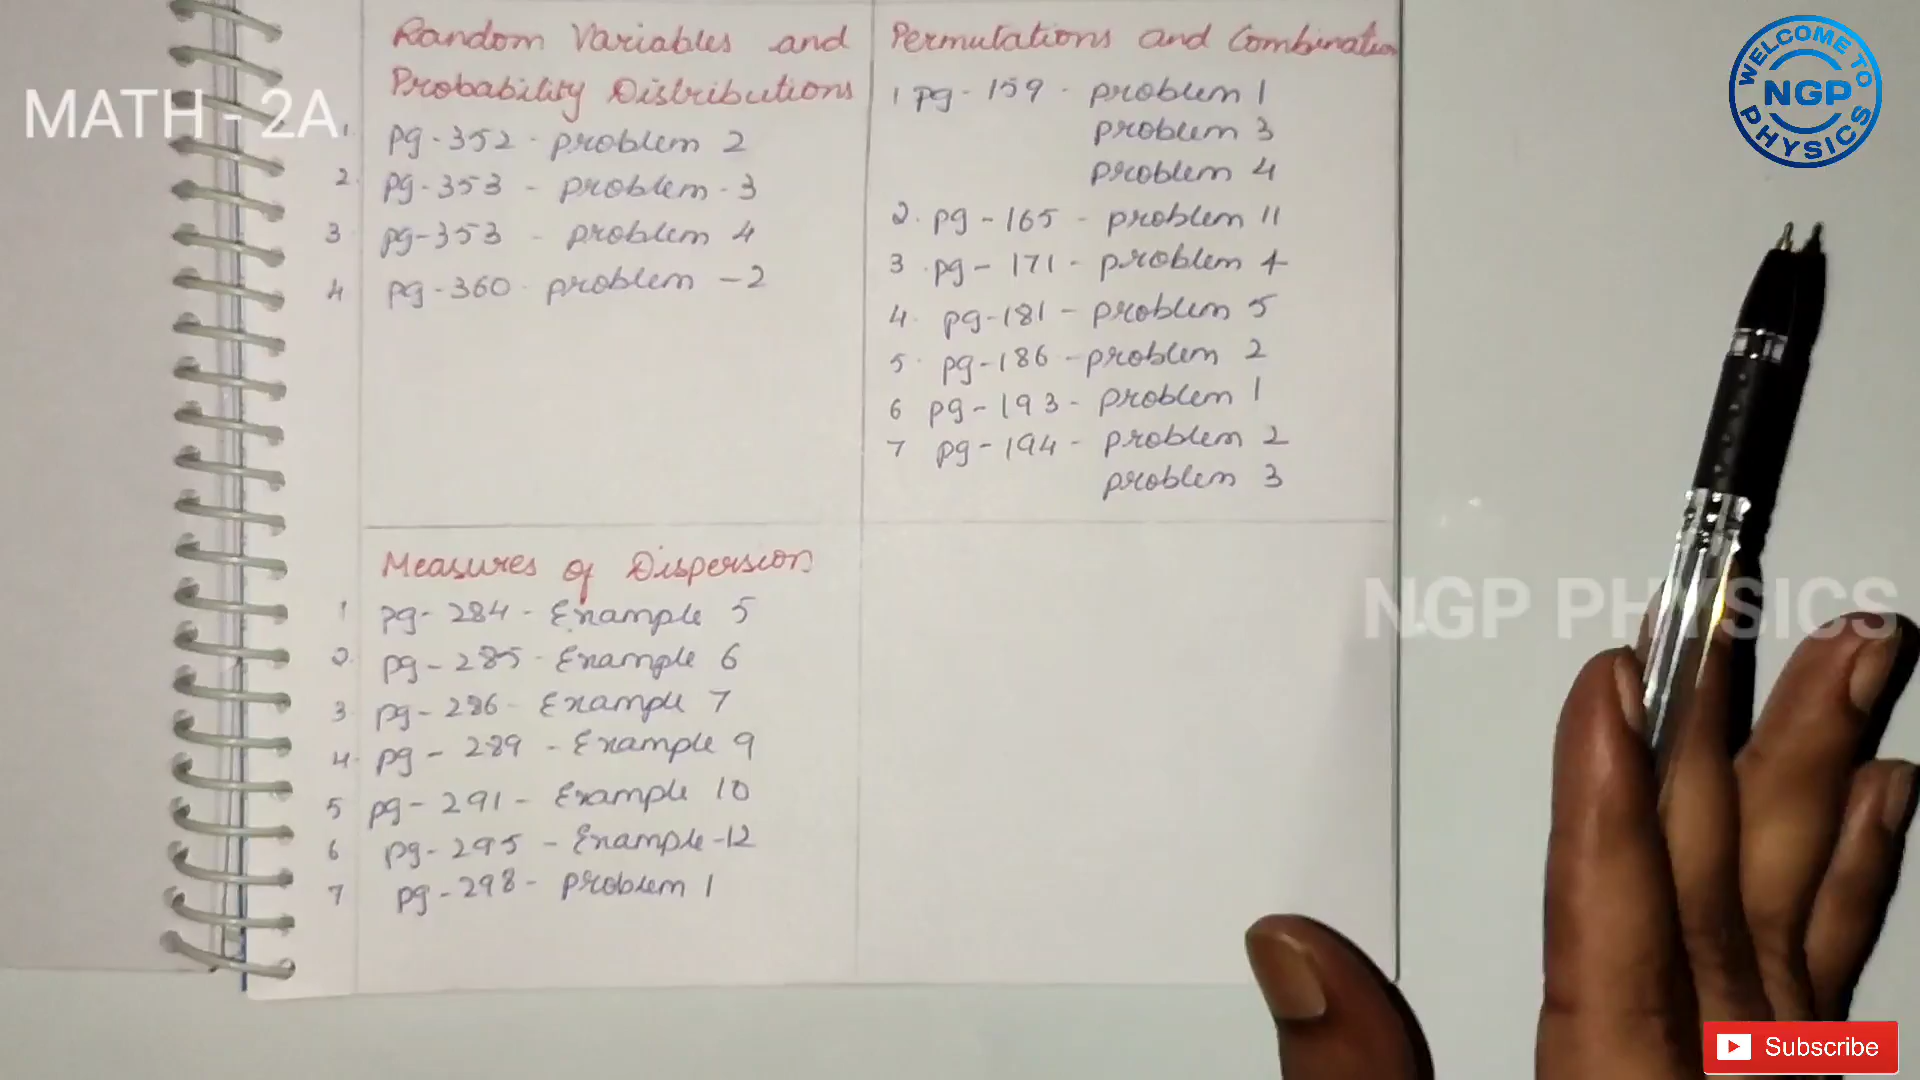 MATH - 2A
Random Variables and
Probability Distributions
1 pg-352 - problem 2
2. pg-353 - problem - 3
3 pg-353 - problem 4
4 pg-360 - problem - 2
Permutations and Combination
1 pg - 159 - problem 1
problem 3
problem 4
2. pg - 165 - problem 11
3 . pg - 171 - problem 4
4. pg-181 - problem 5
5. pg-186 - problem 2
6 pg-193 - problem 1
7 pg-194 - problem 2
problem 3
Measures of Dispersion
1 pg- 284 - Example 5
2. pg - 285 - Example 6
3 pg - 286 - Example 7
4. pg - 289 - Example 9
5 pg - 291 - Example 10
6 pg- 295 - Example-12
7 pg-298 - problem 1
WELCOME TO
NGP
PHYSICS
NGP PHYSICS
Subscribe